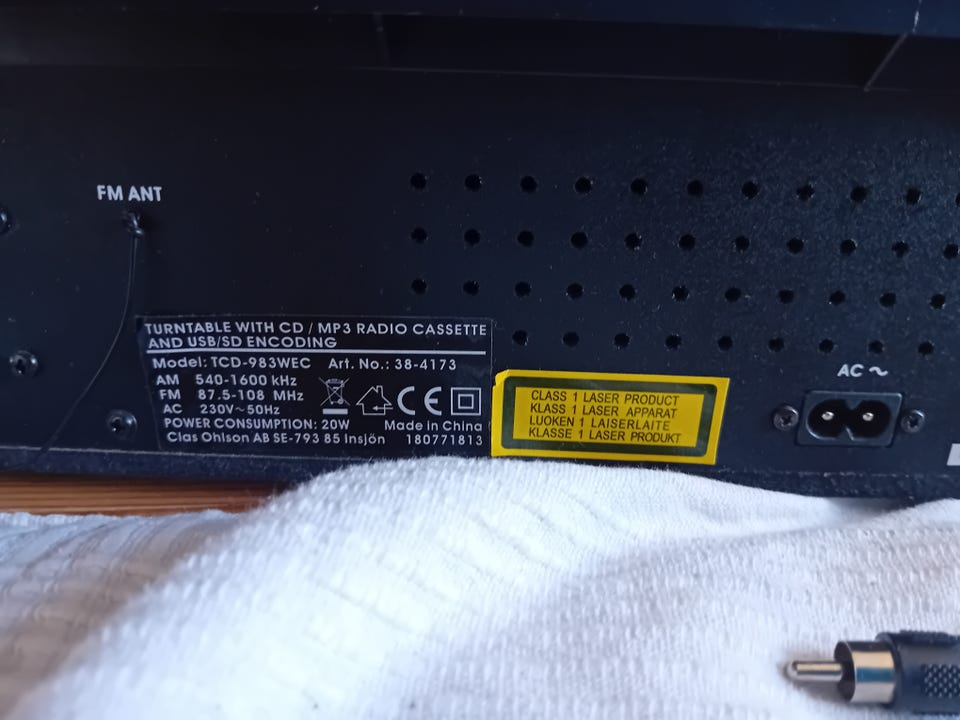 FM ANT
TURNTABLE WITH CD / MP3 RADIO CASSETTE
AND USB/SD ENCODING
Model: TCD-983WEC Art. No.: 38-4173
AM 540-1600 kHz
FM 87.5-108 MHz
AC 230V~50Hz
CE
POWER CONSUMPTION: 20W Made in China
Clas Ohlson AB SE-793 85 Insjön 180771813
CLASS 1 LASER PRODUCT
KLASS 1 LASER APPARAT
LUOKEN 1 LAISERLAITE
KLASSE 1 LASER PRODUKT
AC ~